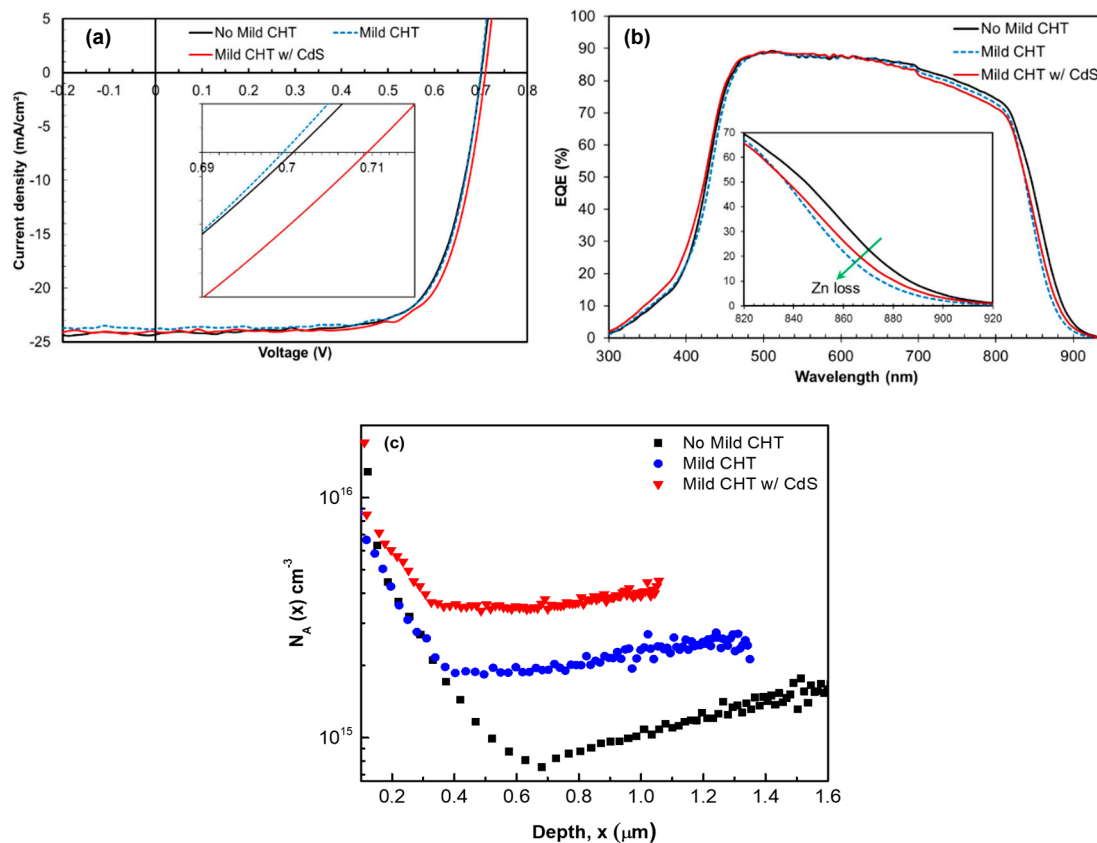 (a)
No Mild CHT
Mild CHT
Mild CHT w/ CdS
5
0
-5
-10
-15
-20
-25
-0.2 -0.1 0 0.1 0.2 0.3 0.4 0.5 0.6 0.7 0.8
0.69 0.7 0.71
Current density (mA/cm²)
Voltage (V)
(b)
No Mild CHT
Mild CHT
Mild CHT w/ CdS
100
90
80
70
60
50
40
30
20
10
0
300 400 500 600 700 800 900
EQE (%)
Wavelength (nm)
70
60
50
40
30
20
10
0
820 840 860 880 900 920
Zn loss
(c)
No Mild CHT
Mild CHT
Mild CHT w/ CdS
10¹⁶
10¹⁵
N_A (x) cm⁻³
0.2 0.4 0.6 0.8 1.0 1.2 1.4 1.6
Depth, x (μm)